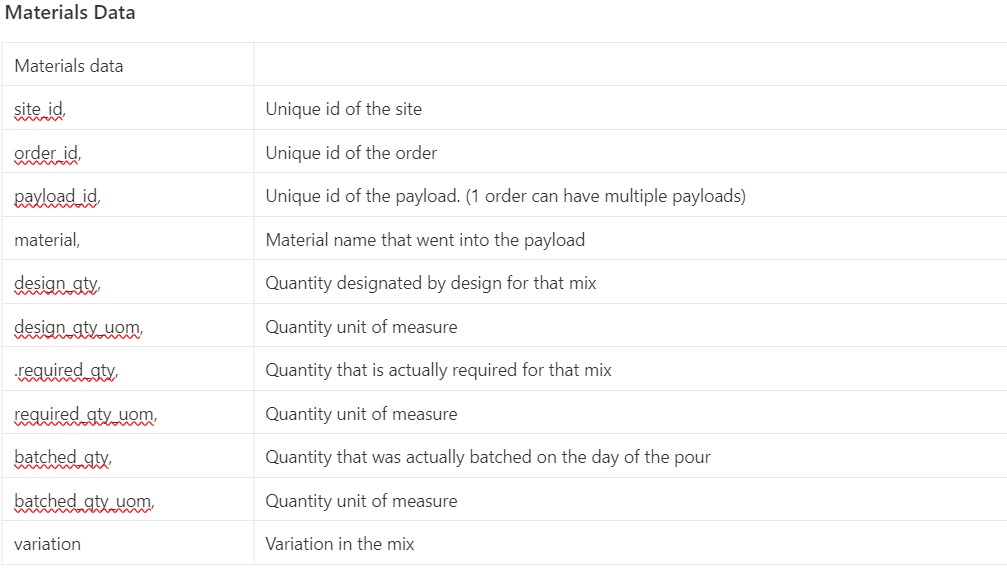 Materials Data
Materials data
site_id, Unique id of the site
order_id, Unique id of the order
payload_id, Unique id of the payload. (1 order can have multiple payloads)
material, Material name that went into the payload
design_qty, Quantity designated by design for that mix
design_qty_uom, Quantity unit of measure
.required_qty, Quantity that is actually required for that mix
required_qty_uom, Quantity unit of measure
batched_qty, Quantity that was actually batched on the day of the pour
batched_qty_uom, Quantity unit of measure
variation Variation in the mix